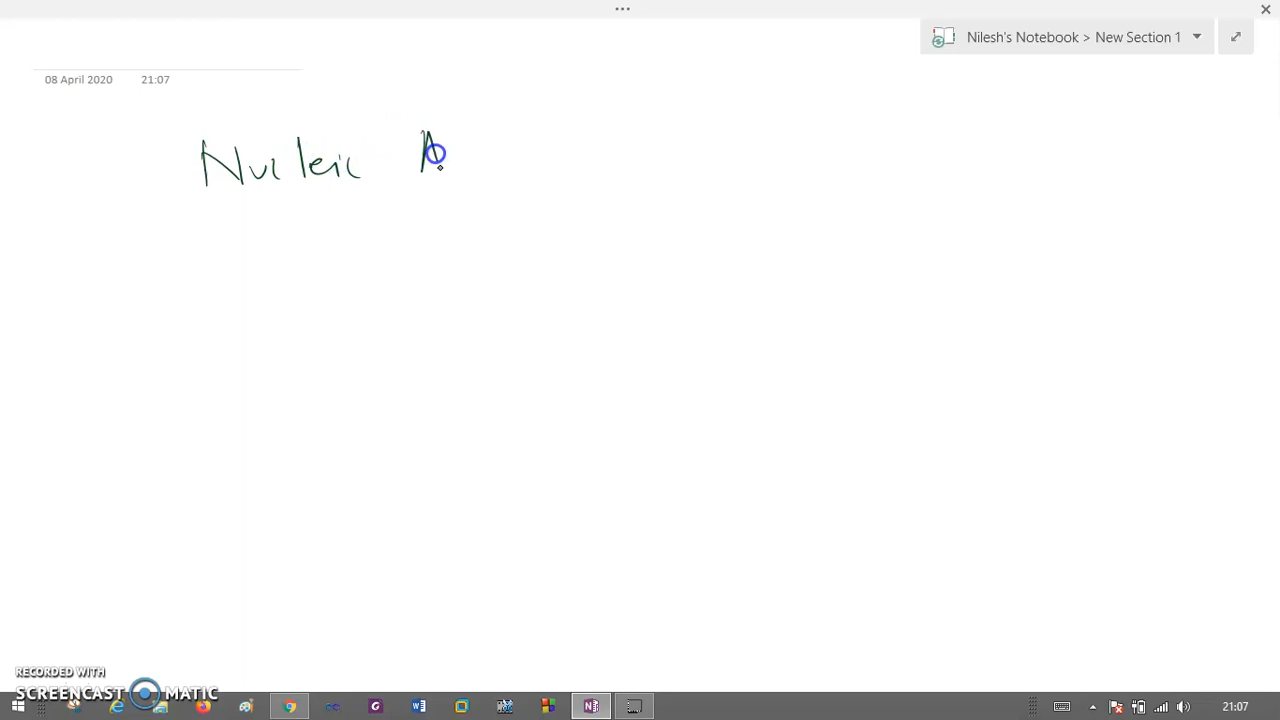 Nilesh's Notebook > New Section 1
08 April 2020 21:07
Nucleic A
RECORDED WITH
SCREENCAST MATIC
21:07